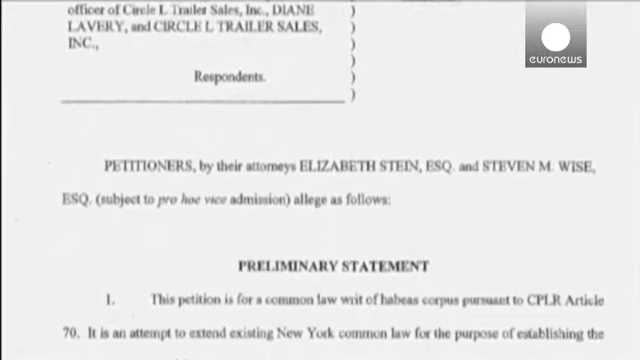 officer of Circle L Trailer Sales, Inc., DIANE )
LAVERY, and CIRCLE L TRAILER SALES, )
INC., )
)
Respondents. )
)
euronews
PETITIONERS, by their attorneys ELIZABETH STEIN, ESQ. and STEVEN M. WISE,
ESQ. (subject to pro hoc vice admission) allege as follows:
PRELIMINARY STATEMENT
1. This petition is for a common law writ of habeas corpus pursuant to CPLR Article
70. It is an attempt to extend existing New York common law for the purpose of establishing the